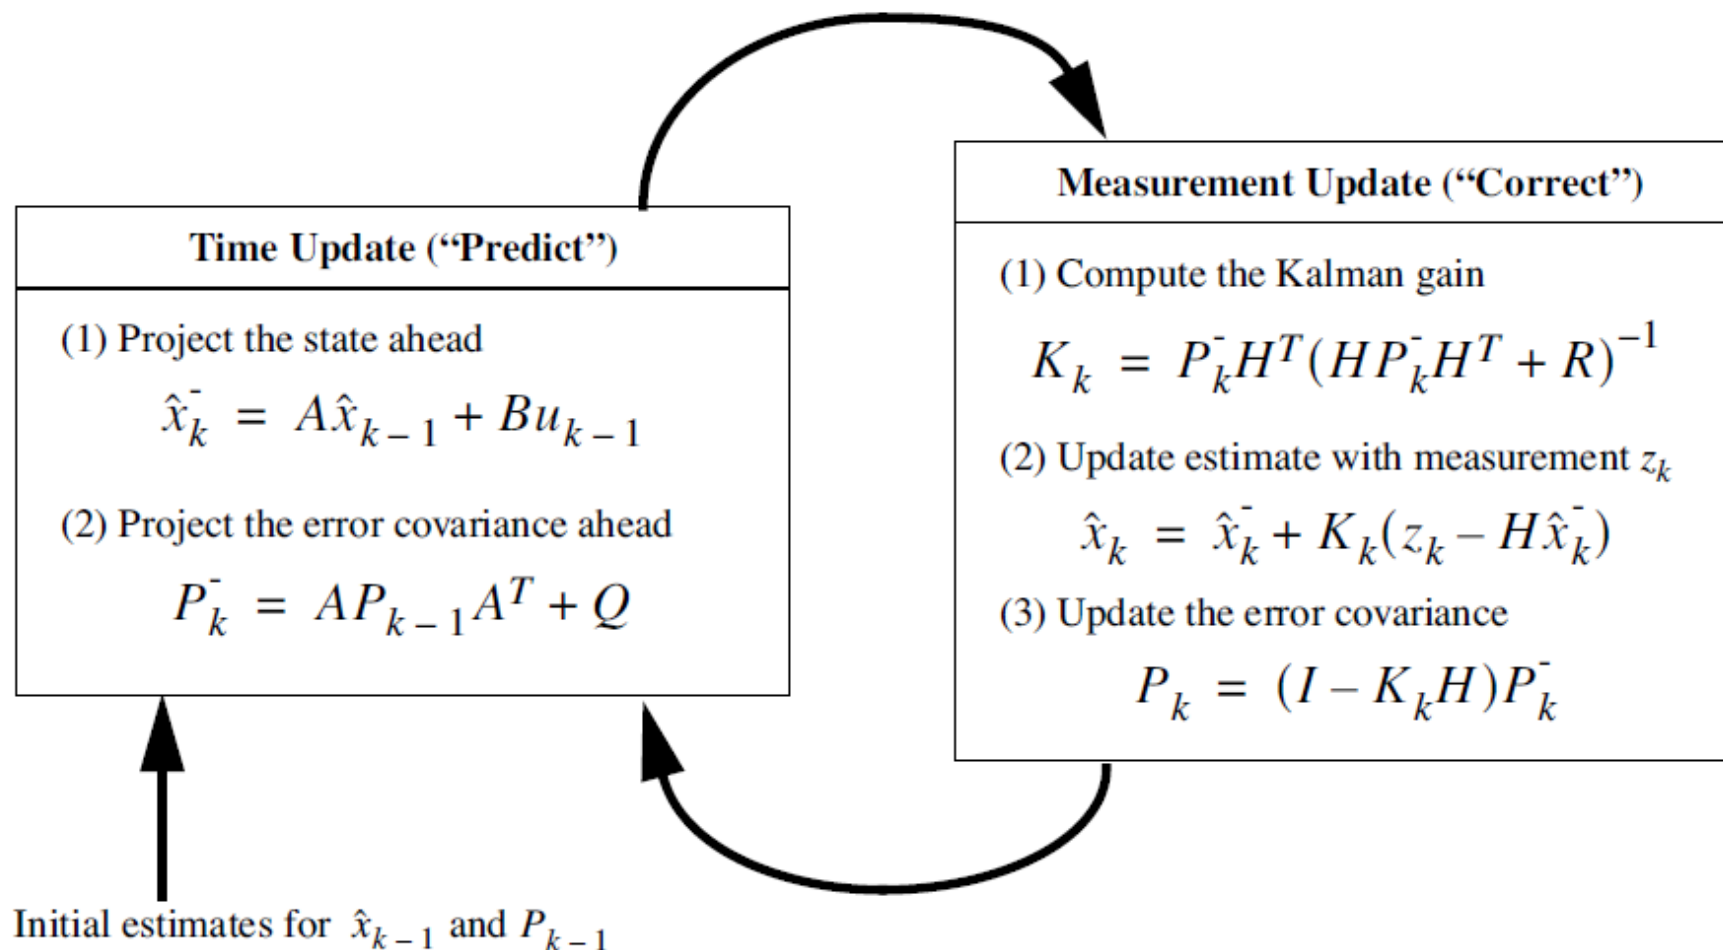 Time Update (“Predict”)
(1) Project the state ahead
x̂ₖ⁻ = Ax̂ₖ₋₁ + Buₖ₋₁
(2) Project the error covariance ahead
Pₖ⁻ = APₖ₋₁Aᵀ + Q
Measurement Update (“Correct”)
(1) Compute the Kalman gain
Kₖ = Pₖ⁻Hᵀ(HPₖ⁻Hᵀ + R)⁻¹
(2) Update estimate with measurement zₖ
x̂ₖ = x̂ₖ⁻ + Kₖ(zₖ – Hx̂ₖ⁻)
(3) Update the error covariance
Pₖ = (I – KₖH)Pₖ⁻
Initial estimates for x̂ₖ₋₁ and Pₖ₋₁